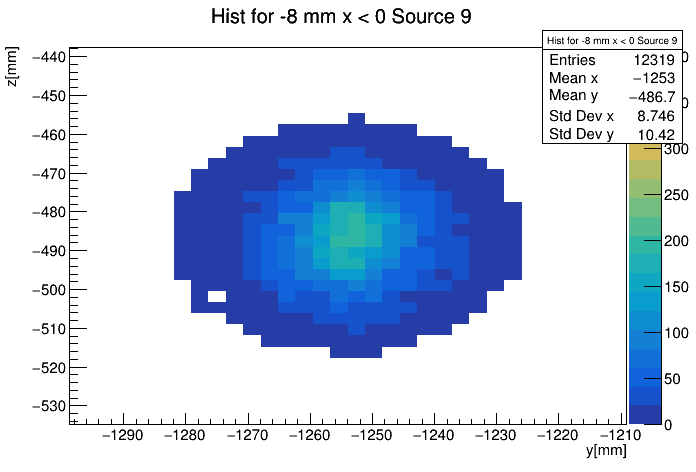 Hist for -8 mm x < 0 Source 9
z[mm]
−440
−450
−460
−470
−480
−490
−500
−510
−520
−530
Hist for -8 mm x < 0 Source 9
Entries 12319
Mean x −1253
Mean y −486.7
Std Dev x 8.746
Std Dev y 10.42
300
250
200
150
100
50
0
−1290 −1280 −1270 −1260 −1250 −1240 −1230 −1220 −1210
y[mm]